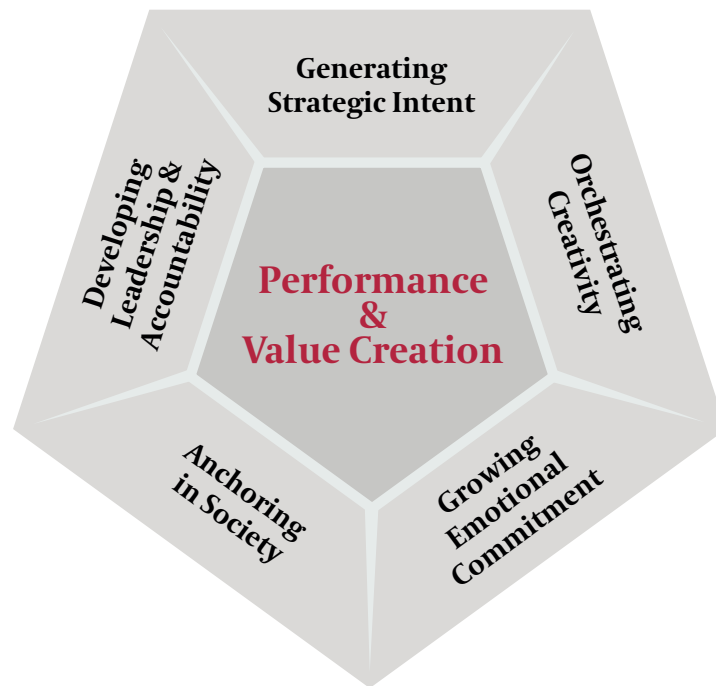 Generating
Strategic Intent
Orchestrating
Creativity
Growing
Emotional
Commitment
Anchoring
in Society
Developing
Leadership &
Accountability
Performance
&
Value Creation